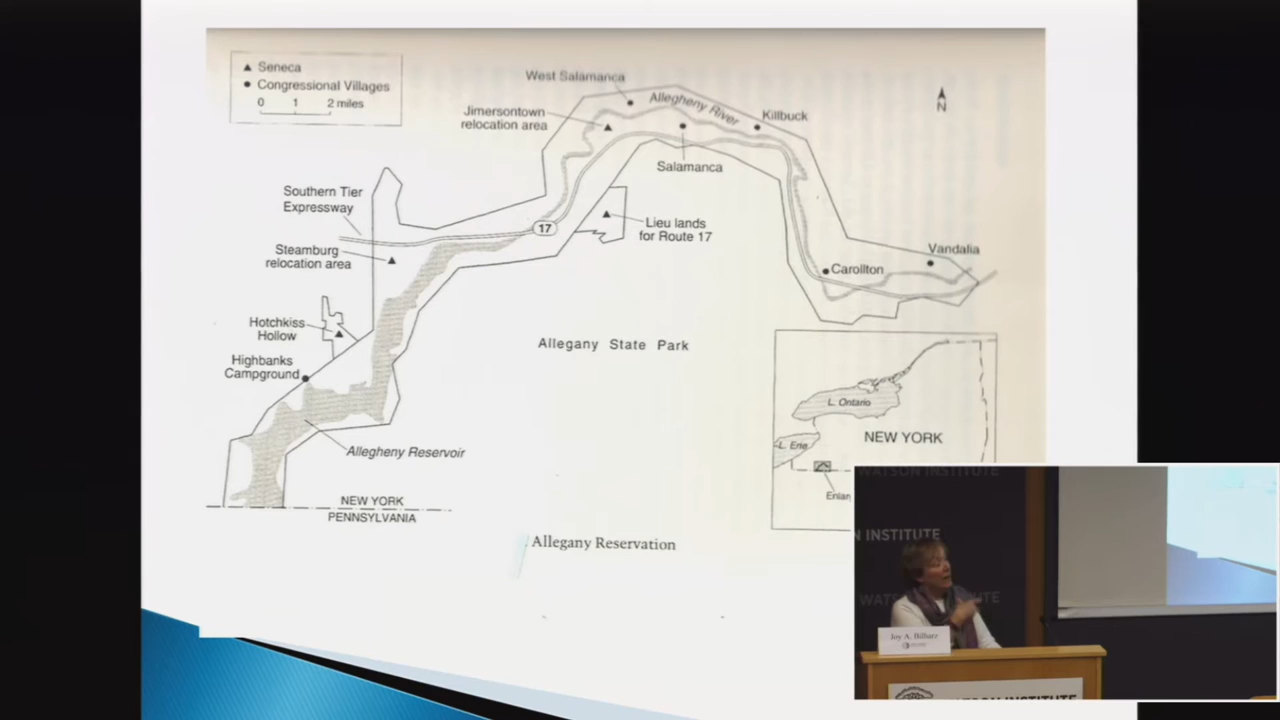 Seneca
Congressional Villages
0 1 2 miles
West Salamanca
Allegheny River
Killbuck
N
Jimersontown
relocation area
Salamanca
Southern Tier
Expressway
17
Lieu lands
for Route 17
Steamburg
relocation area
Vandalia
Carollton
Hotchkiss
Hollow
Highbanks
Campground
Allegany State Park
Allegheny Reservoir
L. Ontario
L. Erie
NEW YORK
Enlar
NEW YORK
PENNSYLVANIA
Allegany Reservation
WATSON INSTITUTE
N INSTITUTE
WATSON INSTITUTE
Joy A. Bilharz
INSTITUTE